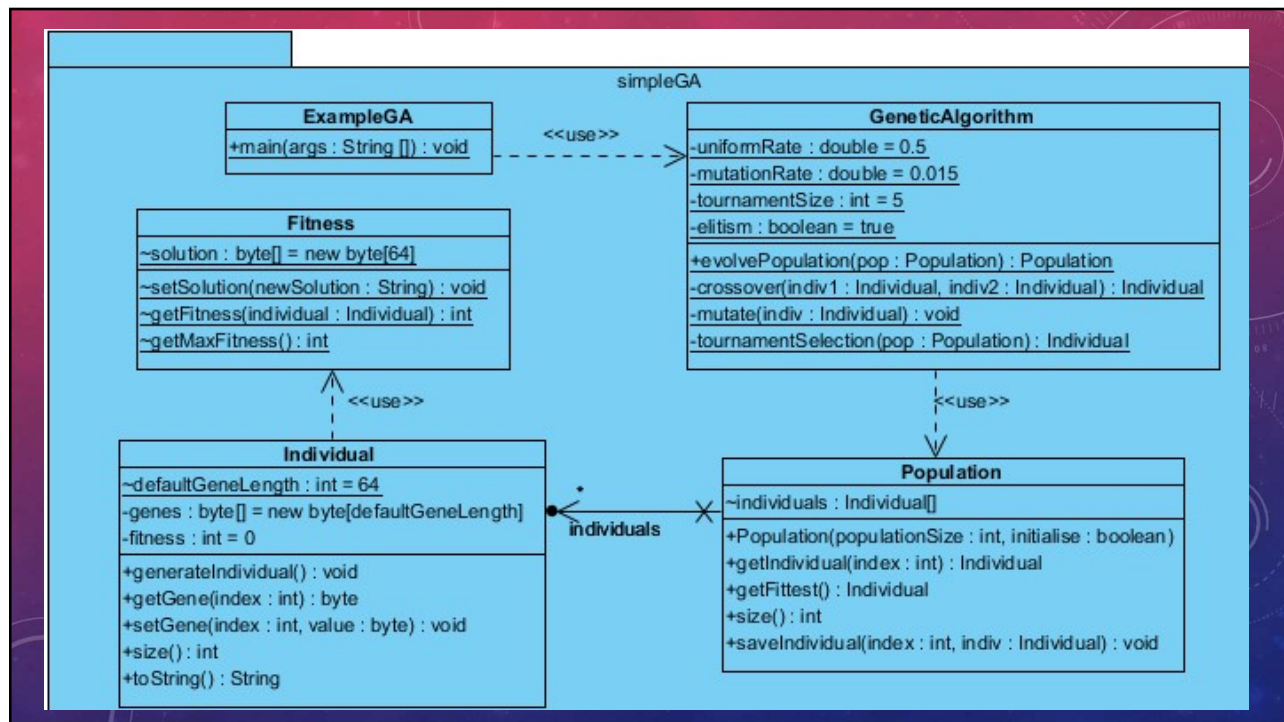 simpleGA
ExampleGA
+main(args : String []) : void
<<use>>
GeneticAlgorithm
-uniformRate : double = 0.5
-mutationRate : double = 0.015
-tournamentSize : int = 5
-elitism : boolean = true
+evolvePopulation(pop : Population) : Population
-crossover(indiv1 : Individual, indiv2 : Individual) : Individual
-mutate(indiv : Individual) : void
-tournamentSelection(pop : Population) : Individual
Fitness
~solution : byte[] = new byte[64]
~setSolution(newSolution : String) : void
~getFitness(individual : Individual) : int
~getMaxFitness() : int
<<use>>
<<use>>
Individual
~defaultGeneLength : int = 64
-genes : byte[] = new byte[defaultGeneLength]
-fitness : int = 0
+generateIndividual() : void
+getGene(index : int) : byte
+setGene(index : int, value : byte) : void
+size() : int
+toString() : String
*
individuals
Population
~individuals : Individual[]
+Population(populationSize : int, initialise : boolean)
+getIndividual(index : int) : Individual
+getFittest() : Individual
+size() : int
+saveIndividual(index : int, indiv : Individual) : void